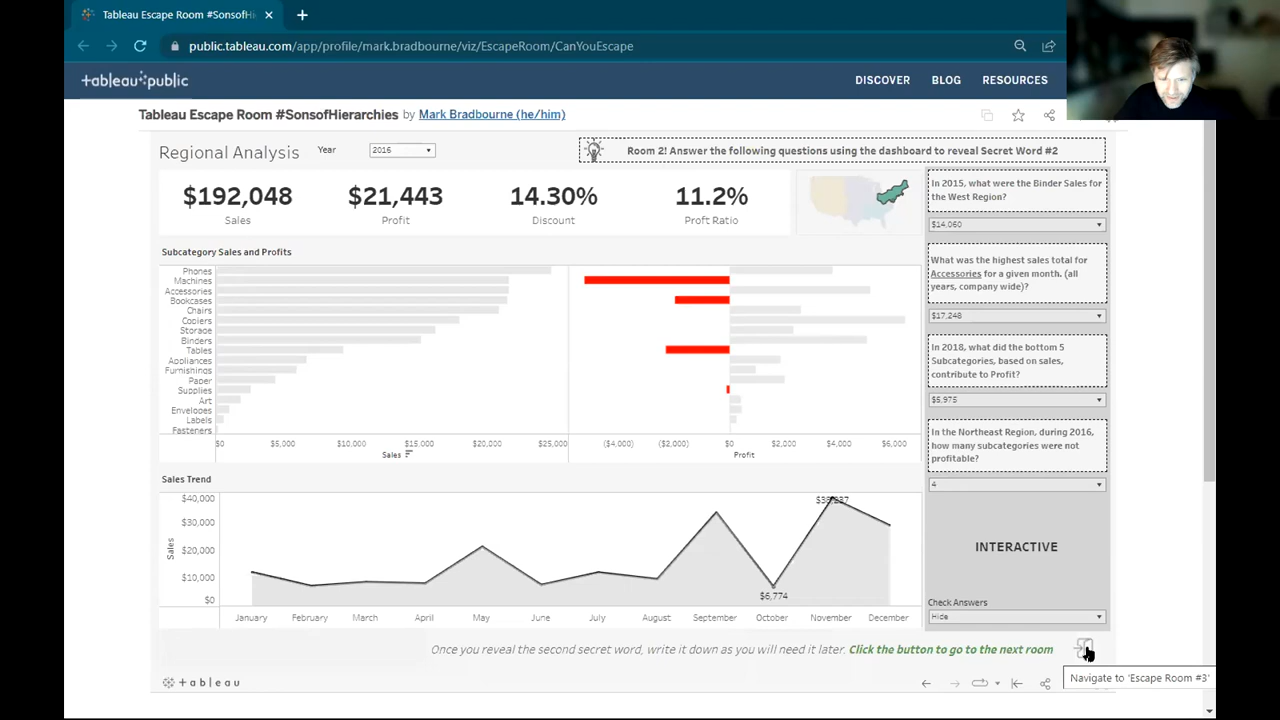 Tableau Escape Room #SonsofHi
public.tableau.com/app/profile/mark.bradbourne/viz/EscapeRoom/CanYouEscape
+ableau public
DISCOVER BLOG RESOURCES
Tableau Escape Room #SonsofHierarchies by Mark Bradbourne (he/him)
Regional Analysis
Year
2016
Room 2! Answer the following questions using the dashboard to reveal Secret Word #2
$192,048
Sales
$21,443
Profit
14.30%
Discount
11.2%
Proft Ratio
In 2015, what were the Binder Sales for
the West Region?
$14,060
What was the highest sales total for
Accessories for a given month. (all
years, company wide)?
$17,248
In 2018, what did the bottom 5
Subcategories, based on sales,
contribute to Profit?
$5,975
In the Northeast Region, during 2016,
how many subcategories were not
profitable?
4
INTERACTIVE
Check Answers
Hide
Subcategory Sales and Profits
Phones
Machines
Accessories
Bookcases
Chairs
Copiers
Storage
Binders
Tables
Appliances
Furnishings
Paper
Supplies
Art
Envelopes
Labels
Fasteners
$0 $5,000 $10,000 $15,000 $20,000 $25,000 ($4,000) ($2,000) $0 $2,000 $4,000 $6,000
Sales Profit
Sales Trend
$40,000
$30,000
$20,000
$10,000
$0
Sales
$6,774
January February March April May June July August September October November December
Once you reveal the second secret word, write it down as you will need it later. Click the button to go to the next room
+ a b l e a u
Navigate to 'Escape Room #3'